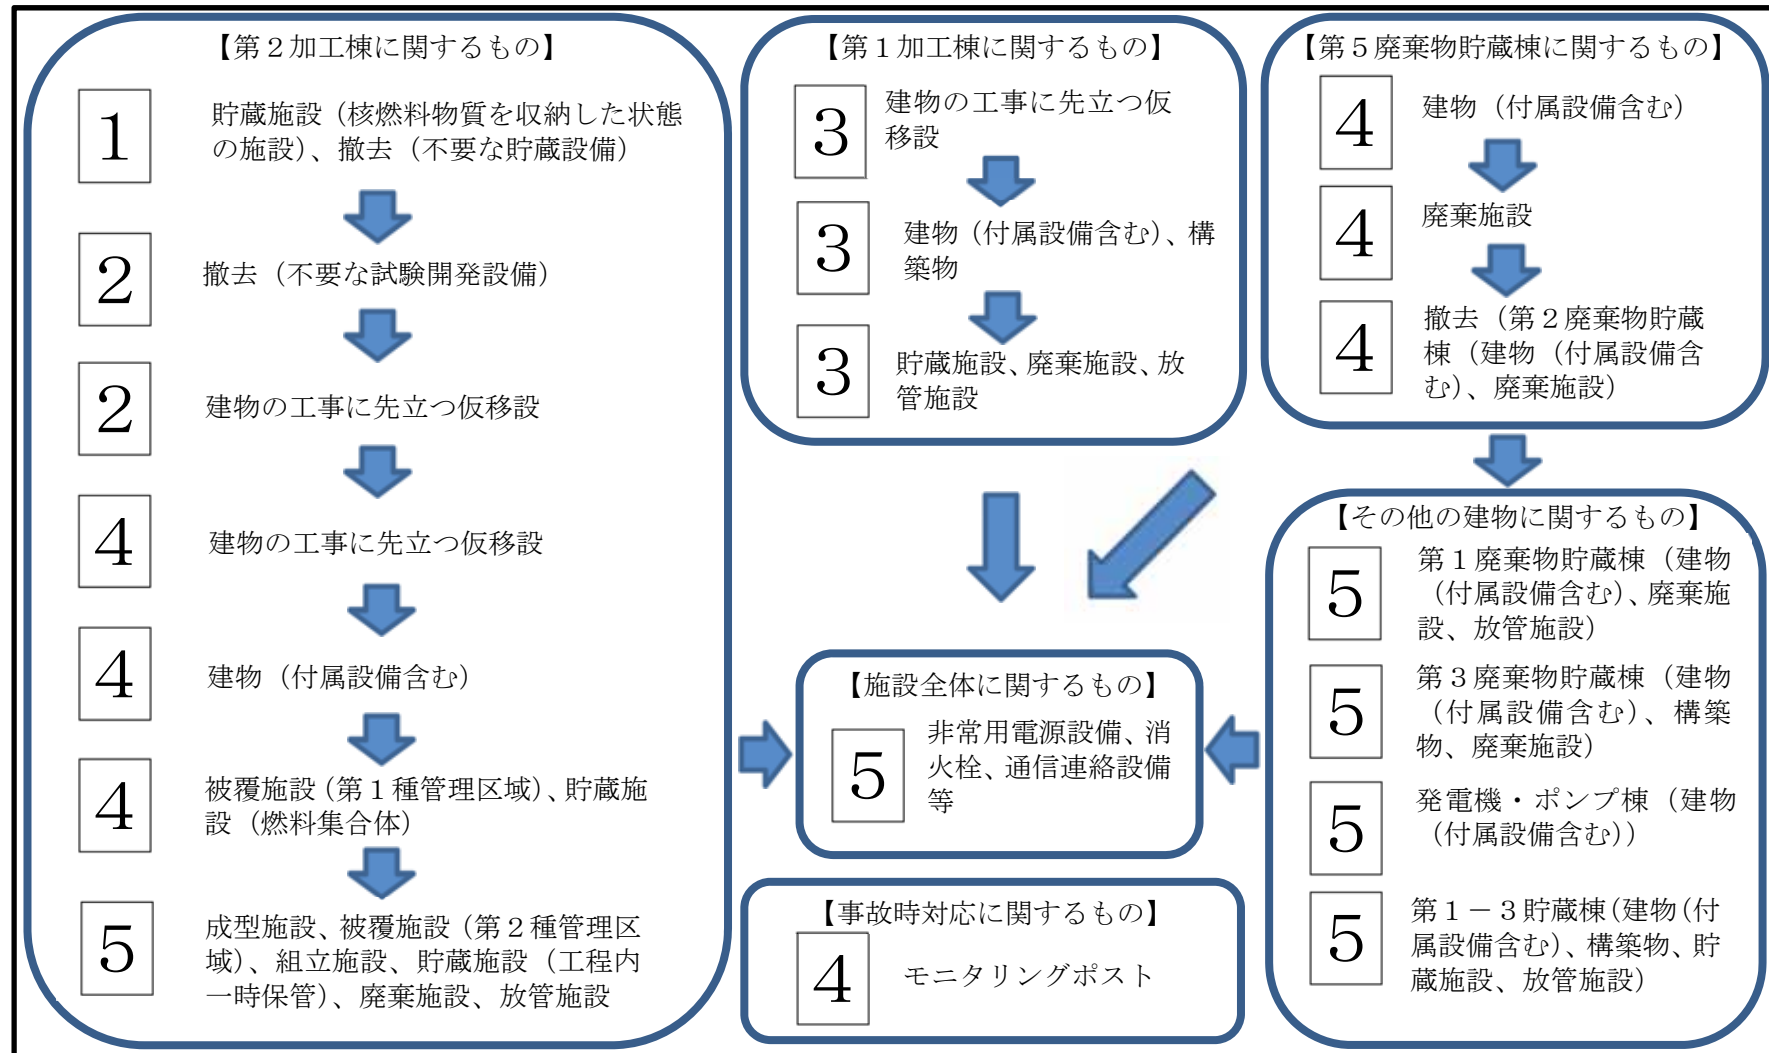 【第２加工棟に関するもの】
1
貯蔵施設（核燃料物質を収納した状態
の施設）、撤去（不要な貯蔵設備）
2
撤去（不要な試験開発設備）
2
建物の工事に先立つ仮移設
4
建物の工事に先立つ仮移設
4
建物（付属設備含む）
4
被覆施設（第１種管理区域）、貯蔵施
設（燃料集合体）
5
成型施設、被覆施設（第２種管理区
域）、組立施設、貯蔵施設（工程内
一時保管）、廃棄施設、放管施設
【第１加工棟に関するもの】
3
建物の工事に先立つ仮
移設
3
建物（付属設備含む）、構
築物
3
貯蔵施設、廃棄施設、放
管施設
【第５廃棄物貯蔵棟に関するもの】
4
建物（付属設備含む）
4
廃棄施設
4
撤去（第２廃棄物貯蔵
棟（建物（付属設備含
む）、廃棄施設）
【その他の建物に関するもの】
5
第１廃棄物貯蔵棟（建物
（付属設備含む）、廃棄施
設、放管施設）
5
第３廃棄物貯蔵棟（建物
（付属設備含む）、構築
物、廃棄施設）
5
発電機・ポンプ棟（建物
（付属設備含む））
5
第１－３貯蔵棟（建物（付
属設備含む）、構築物、貯
蔵施設、放管施設）
【施設全体に関するもの】
5
非常用電源設備、消
火栓、通信連絡設備
等
【事故時対応に関するもの】
4
モニタリングポスト